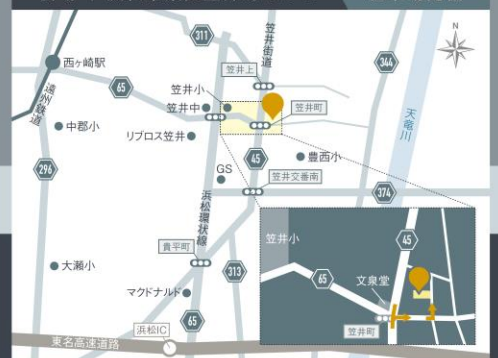 N
311
笠井街道
344
西ヶ崎駅
笠井上
65
笠井小
笠井中
笠井町
遠州鉄道
中郡小
リブロス笠井
天竜川
45
豊西小
296
GS
笠井交番南
374
浜松環状線
笠井小
45
貴平町
65
文泉堂
大瀬小
313
マクドナルド
笠井町
65
浜松IC
東名高速道路